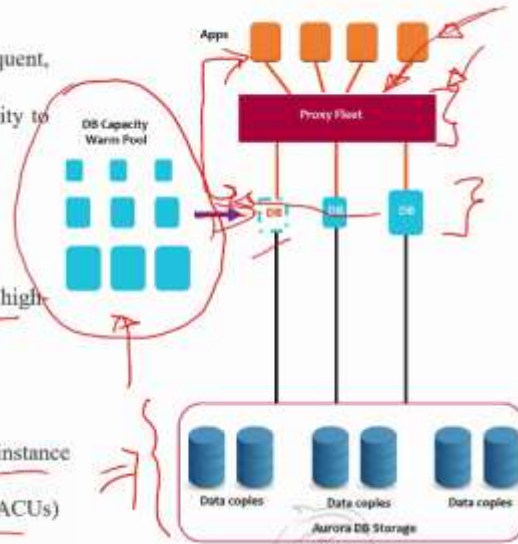 Apps
quent,
Proxy Fleet
ity to
DB Capacity
Warm Pool
DB
DB
DB
high-
instance
Data copies
Data copies
Data copies
ACUs)
Aurora DB Storage